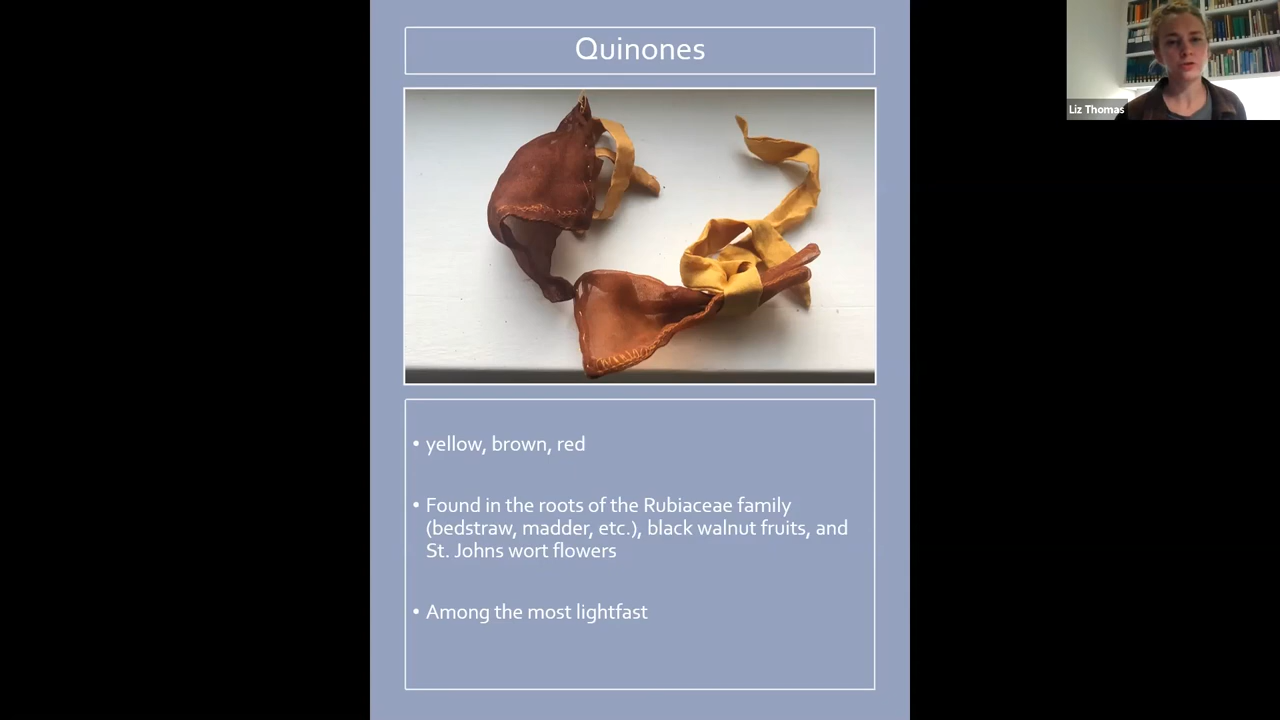 Quinones
Liz Thomas
• yellow, brown, red
• Found in the roots of the Rubiaceae family
(bedstraw, madder, etc.), black walnut fruits, and
St. Johns wort flowers
• Among the most lightfast